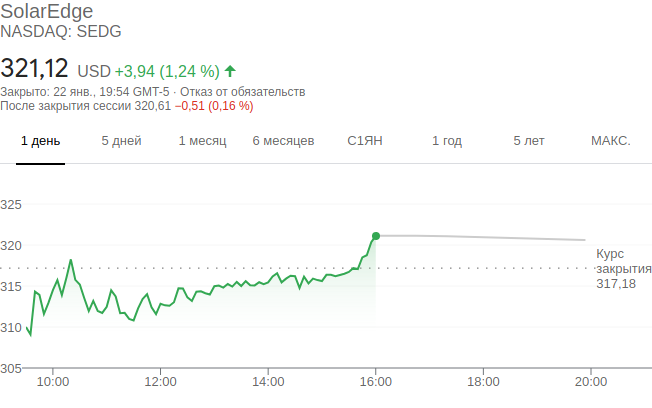 SolarEdge
NASDAQ: SEDG
321,12 USD +3,94 (1,24 %)
Закрыто: 22 янв., 19:54 GMT-5 · Отказ от обязательств
После закрытия сессии 320,61 −0,51 (0,16 %)
1 день 5 дней 1 месяц 6 месяцев С1ЯН 1 год 5 лет МАКС.
325
320
Курс
закрытия
317,18
315
310
305
10:00 12:00 14:00 16:00 18:00 20:00